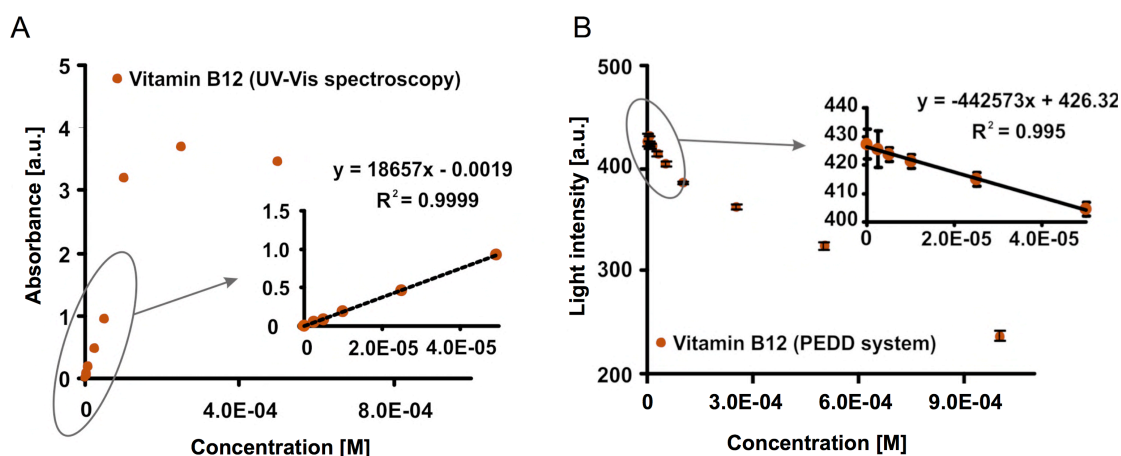 A
Absorbance [a.u.]
5
4
3
2
1
0
Vitamin B12 (UV-Vis spectroscopy)
y = 18657x - 0.0019
R² = 0.9999
1.5
1.0
0.5
0
0 2.0E-05 4.0E-05
0 4.0E-04 8.0E-04
Concentration [M]
B
Light intensity [a.u.]
500
400
300
200
y = -442573x + 426.32
R² = 0.995
440
430
420
410
400
0 2.0E-05 4.0E-05
Vitamin B12 (PEDD system)
0 3.0E-04 6.0E-04 9.0E-04
Concentration [M]